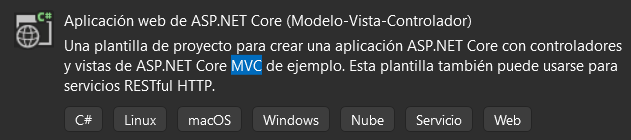 C#
Aplicación web de ASP.NET Core (Modelo-Vista-Controlador)
Una plantilla de proyecto para crear una aplicación ASP.NET Core con controladores
y vistas de ASP.NET Core MVC de ejemplo. Esta plantilla también puede usarse para
servicios RESTful HTTP.
C# Linux macOS Windows Nube Servicio Web